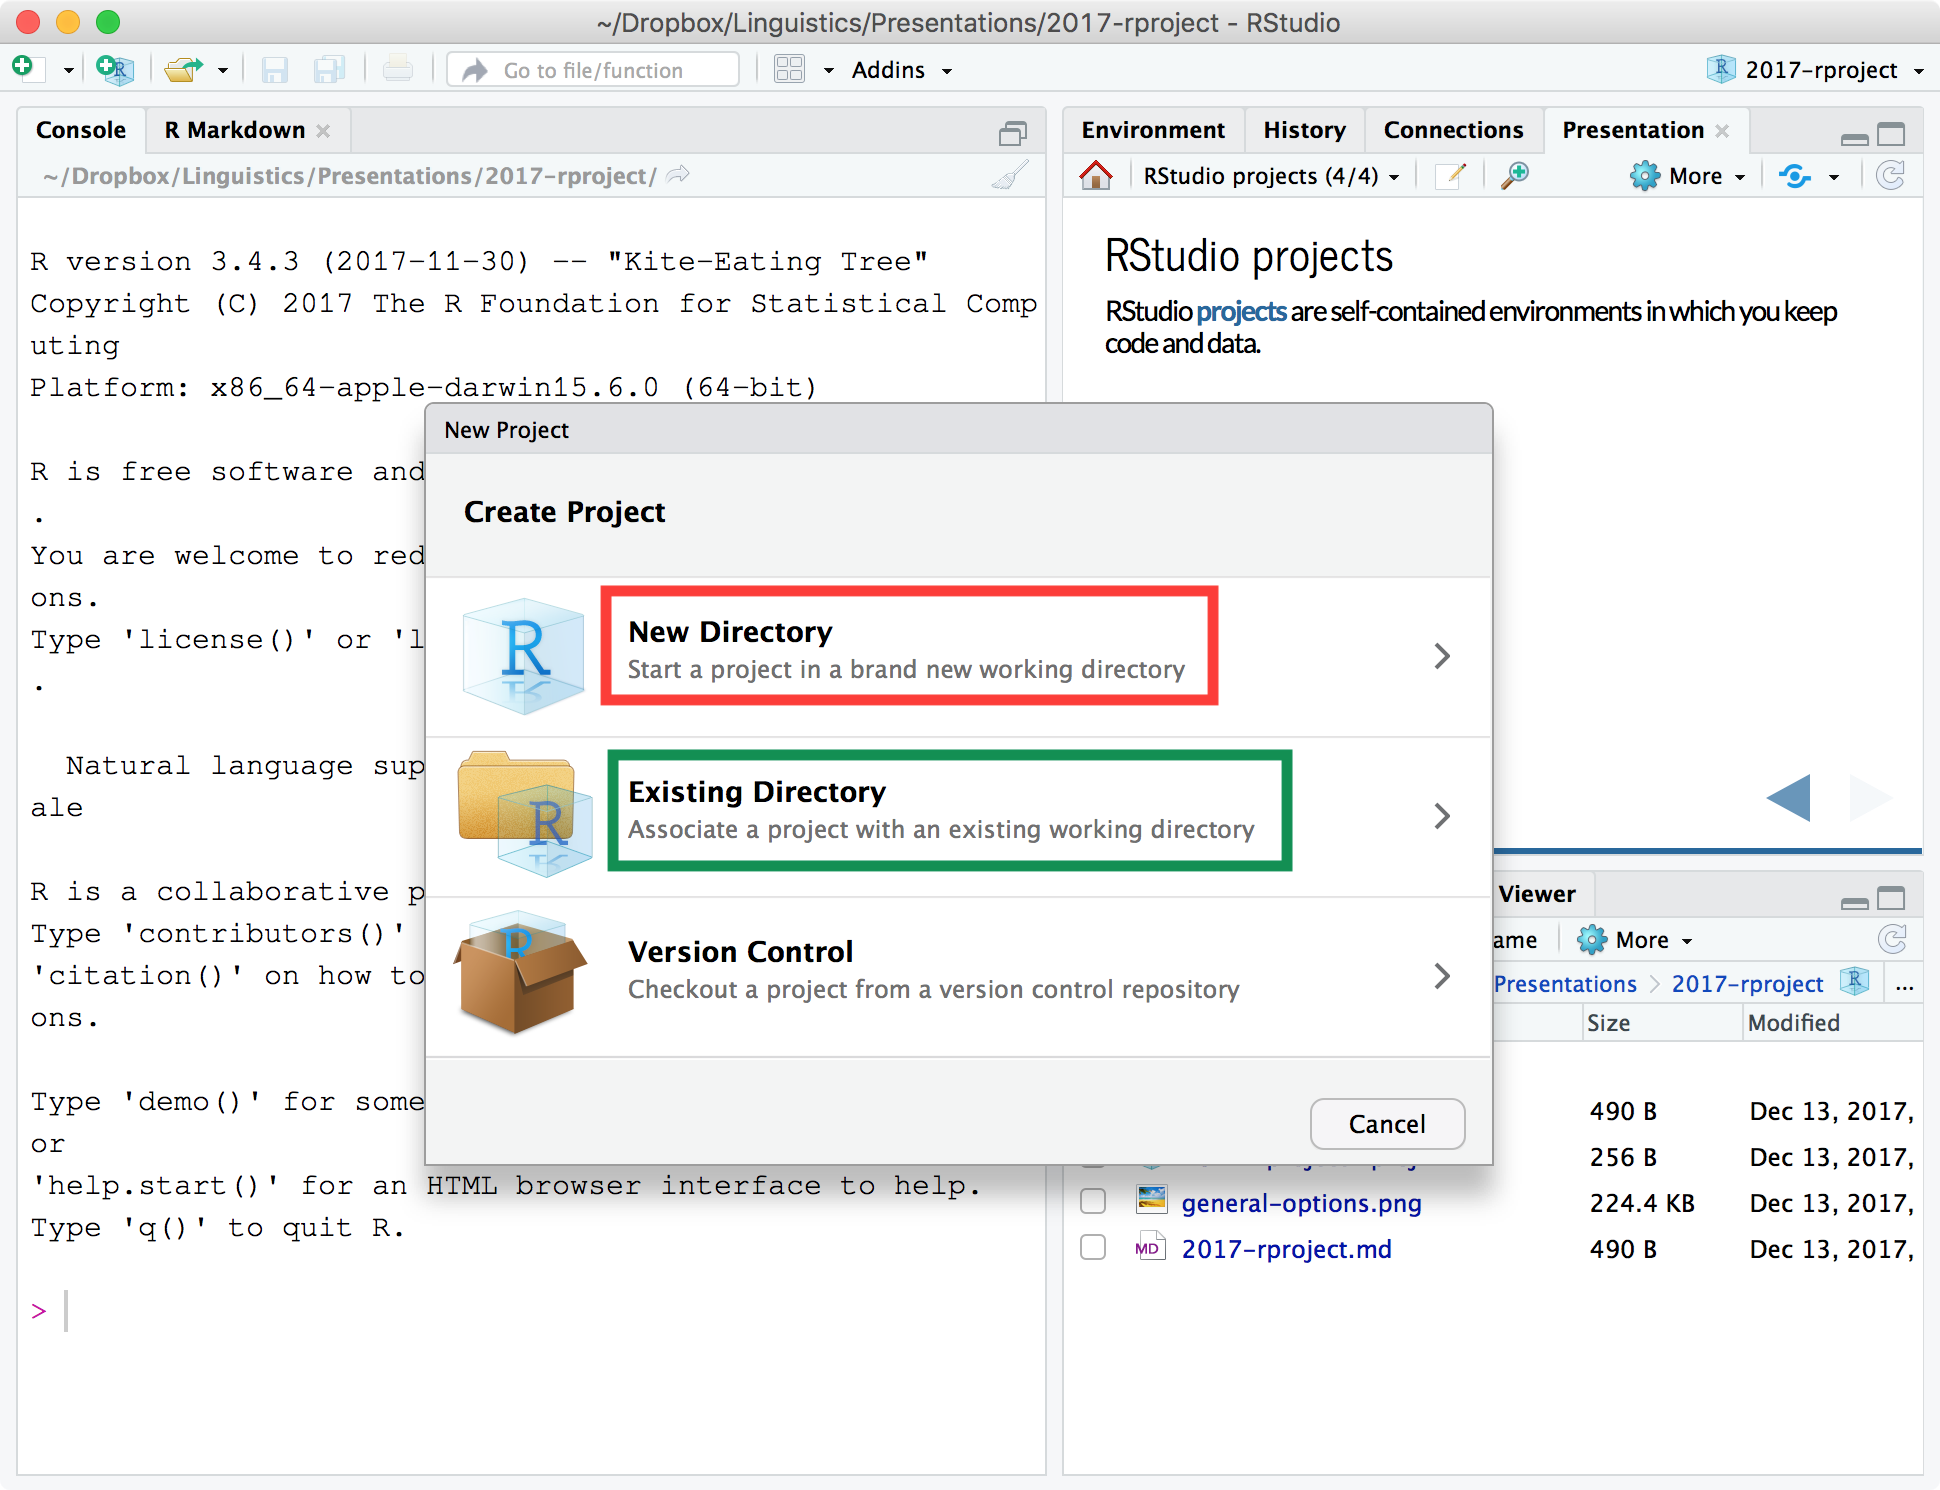 ~/Dropbox/Linguistics/Presentations/2017-rproject - RStudio
Go to file/function
Addins
2017-rproject
Console
R Markdown
~/Dropbox/Linguistics/Presentations/2017-rproject/
R version 3.4.3 (2017-11-30) -- "Kite-Eating Tree"
Copyright (C) 2017 The R Foundation for Statistical Comp
uting
Platform: x86_64-apple-darwin15.6.0 (64-bit)
R is free software and
.
You are welcome to red
ons.
Type 'license()' or 'l
.
Natural language sup
ale
R is a collaborative p
Type 'contributors()'
'citation()' on how to
ons.
Type 'demo()' for some
or
'help.start()' for an HTML browser interface to help.
Type 'q()' to quit R.
>
Environment
History
Connections
Presentation
RStudio projects (4/4)
More
RStudio projects
RStudio projects are self-contained environments in which you keep
code and data.
New Project
Create Project
New Directory
Start a project in a brand new working directory
Existing Directory
Associate a project with an existing working directory
Version Control
Checkout a project from a version control repository
Cancel
Viewer
ame
More
Presentations
2017-rproject
...
Size
Modified
490 B
Dec 13, 2017,
256 B
Dec 13, 2017,
general-options.png
224.4 KB
Dec 13, 2017,
MD
2017-rproject.md
490 B
Dec 13, 2017,